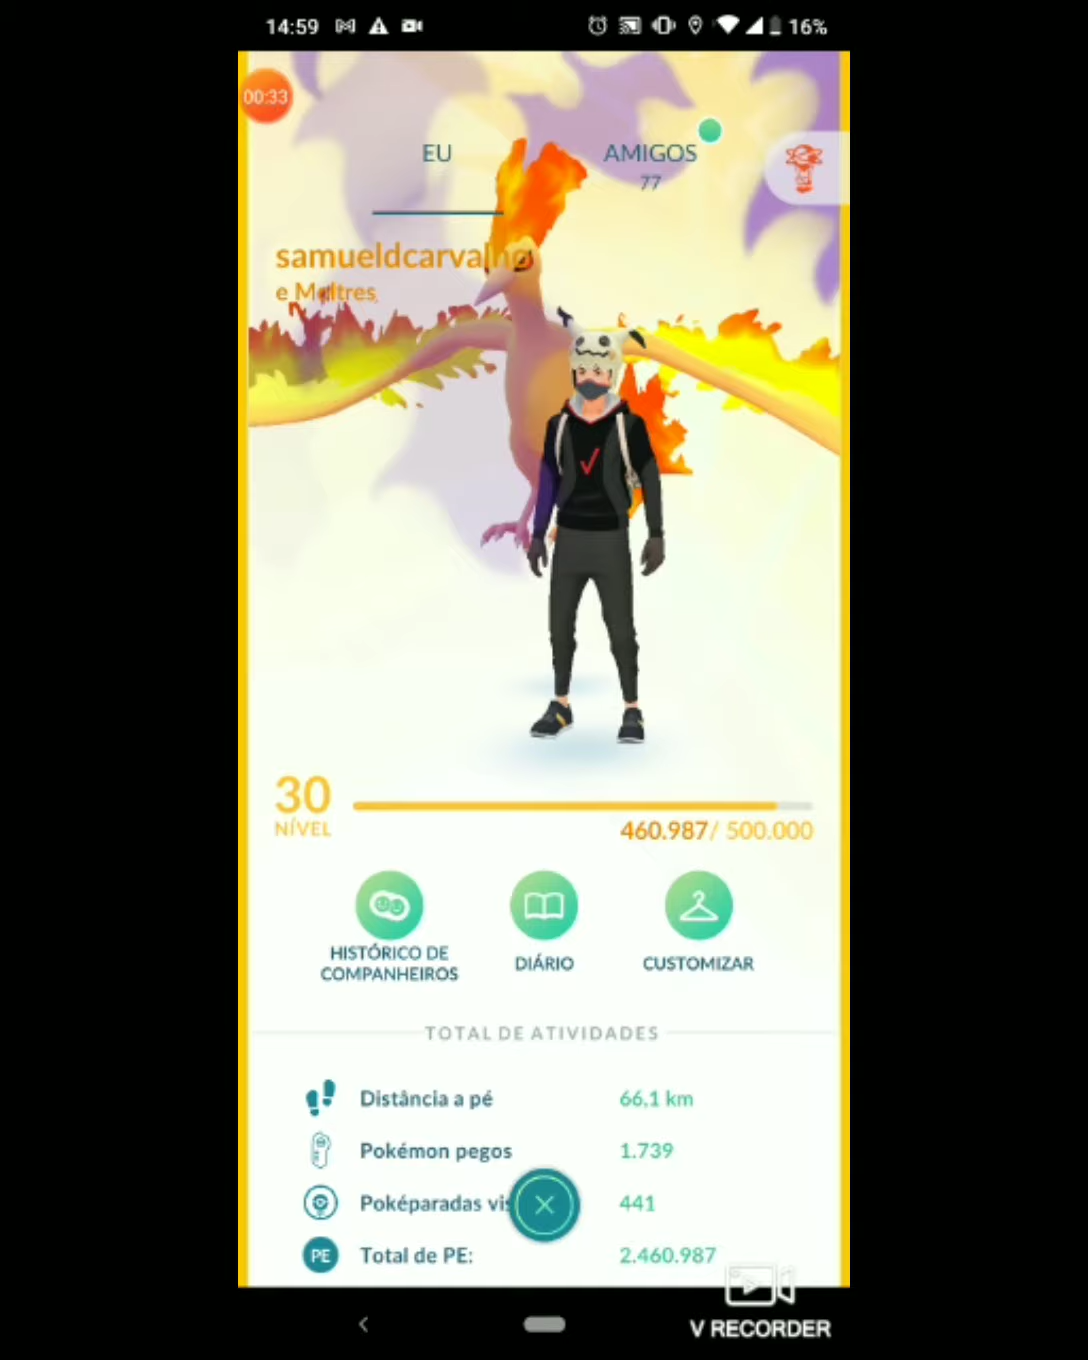 14:59
16%
00:33
EU
AMIGOS
77
samueldcarvalho
e Moltres
30
NÍVEL
460.987/ 500.000
HISTÓRICO DE
COMPANHEIROS
DIÁRIO
CUSTOMIZAR
TOTAL DE ATIVIDADES
Distância a pé 66,1 km
Pokémon pegos 1.739
Poképaradas vis 441
PE Total de PE: 2.460.987
V RECORDER